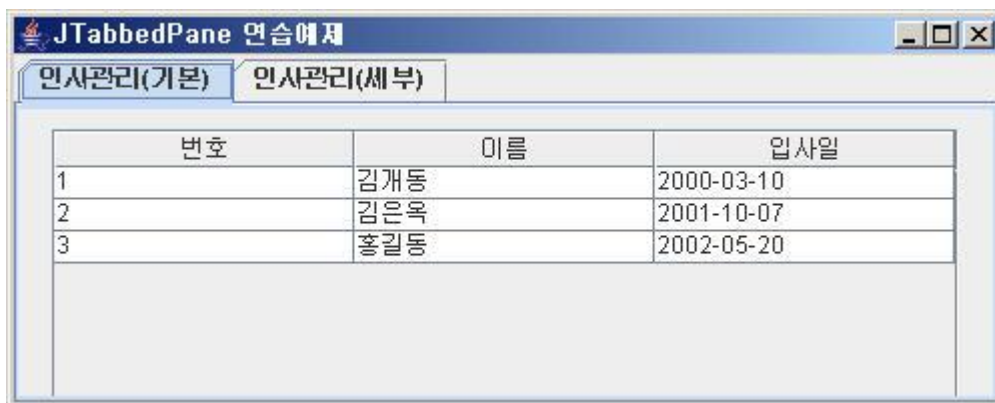 JTabbedPane 연습예제
인사관리(기본) 인사관리(세부)
번호 이름 입사일
1 김개동 2000-03-10
2 김은옥 2001-10-07
3 홍길동 2002-05-20